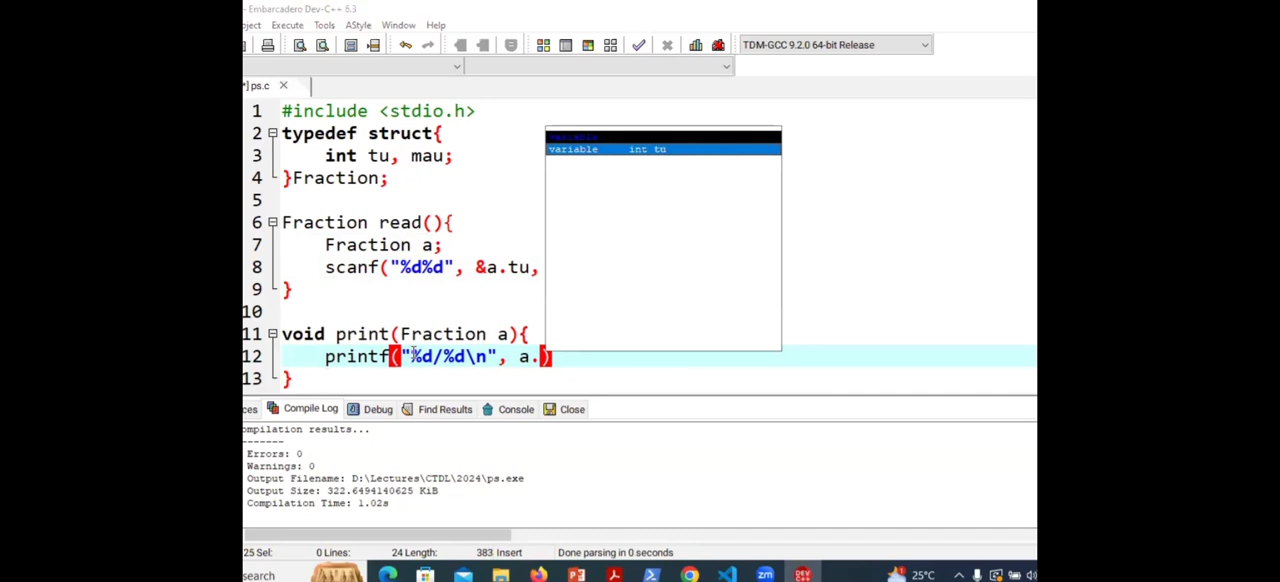 - Embarcadero Dev-C++ 6.3
oject Execute Tools AStyle Window Help
TDM-GCC 9.2.0 64-bit Release
*] ps.c
1 #include <stdio.h>
2 typedef struct{
3 int tu, mau;
4 }Fraction;
5
6 Fraction read(){
7 Fraction a;
8 scanf("%d%d", &a.tu,
9 }
10
11 void print(Fraction a){
12 printf("%d/%d\n", a.)
13 }
variable
variable int tu
ces Compile Log Debug Find Results Console Close
ompilation results...
--------
Errors: 0
Warnings: 0
Output Filename: D:\Lectures\CTDL\2024\ps.exe
Output Size: 322.6494140625 KiB
Compilation Time: 1.02s
25 Sel: 0 Lines: 24 Length: 383 Insert Done parsing in 0 seconds
search 25°C